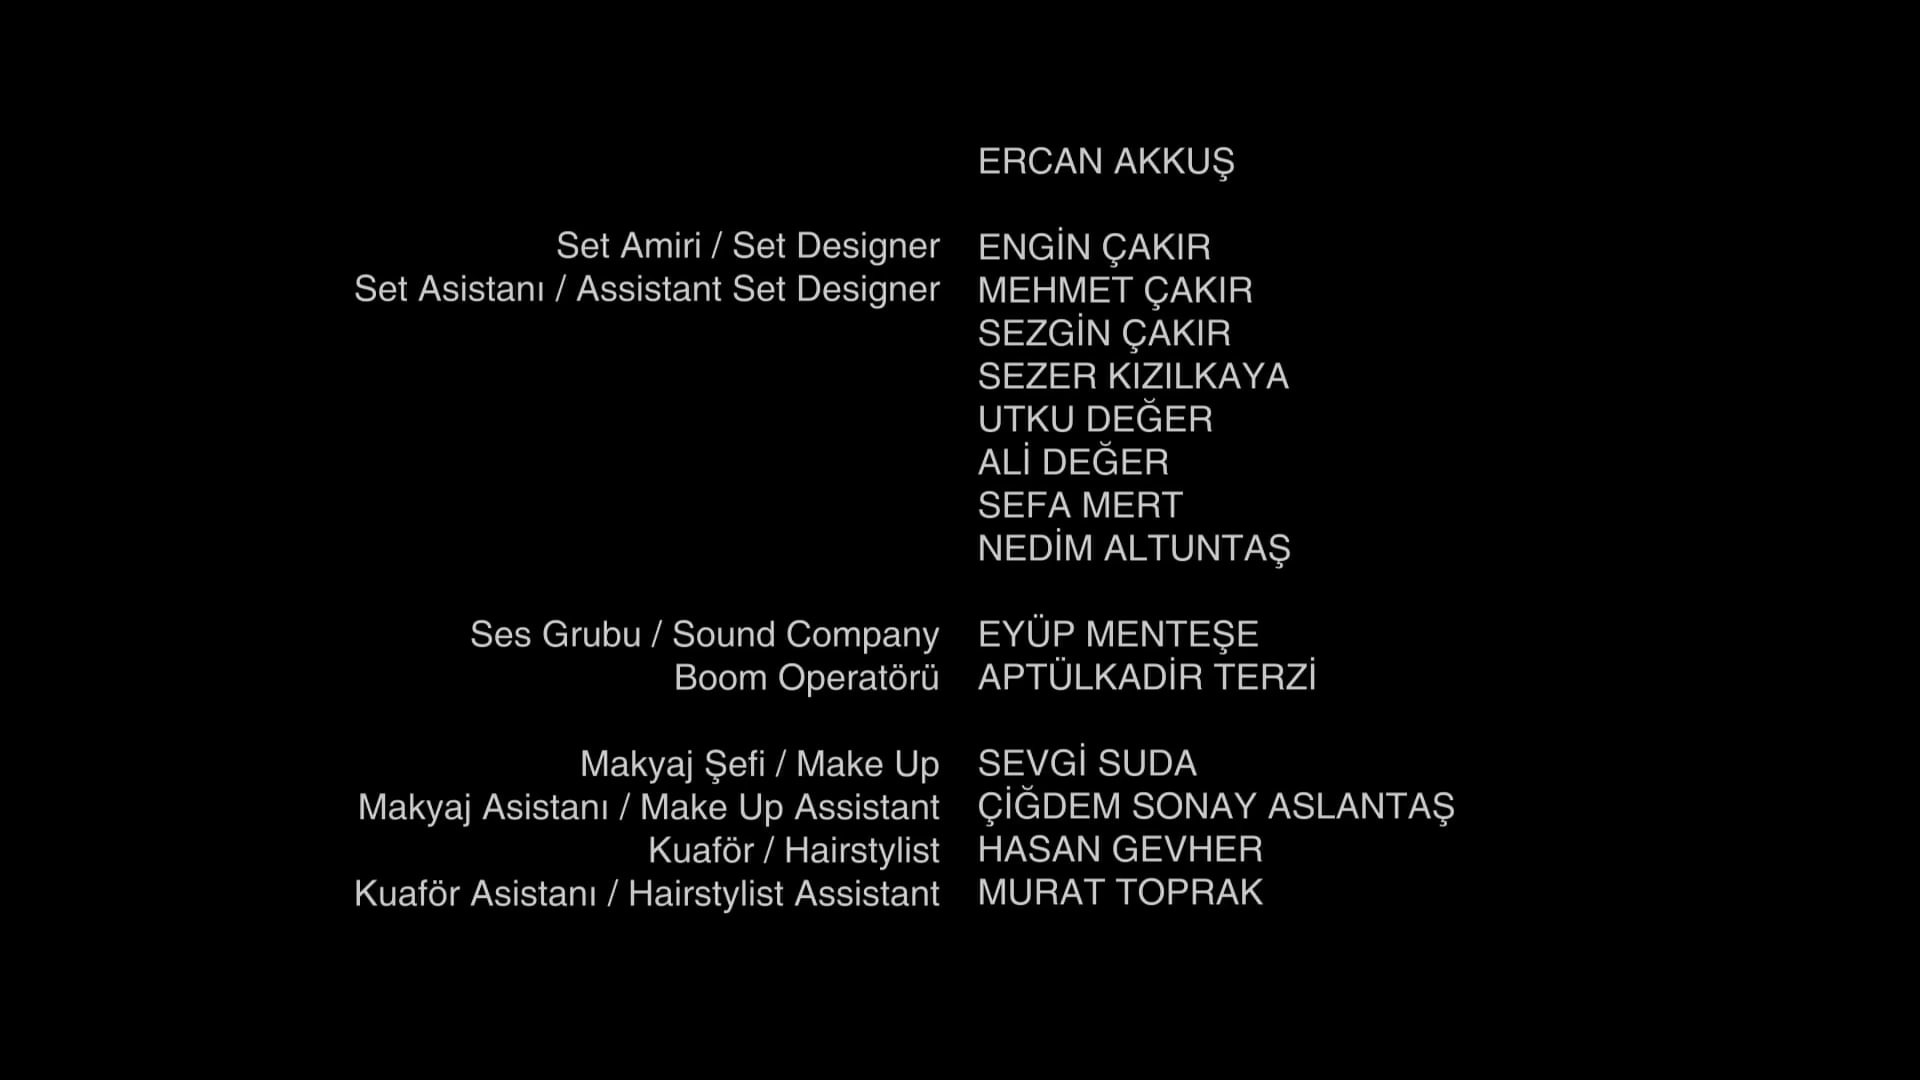 ERCAN AKKUŞ
Set Amiri / Set Designer ENGİN ÇAKIR
Set Asistanı / Assistant Set Designer MEHMET ÇAKIR
SEZGİN ÇAKIR
SEZER KIZILKAYA
UTKU DEĞER
ALİ DEĞER
SEFA MERT
NEDİM ALTUNTAŞ
Ses Grubu / Sound Company EYÜP MENTEŞE
Boom Operatörü APTÜLKADİR TERZİ
Makyaj Şefi / Make Up SEVGİ SUDA
Makyaj Asistanı / Make Up Assistant ÇİĞDEM SONAY ASLANTAŞ
Kuaför / Hairstylist HASAN GEVHER
Kuaför Asistanı / Hairstylist Assistant MURAT TOPRAK